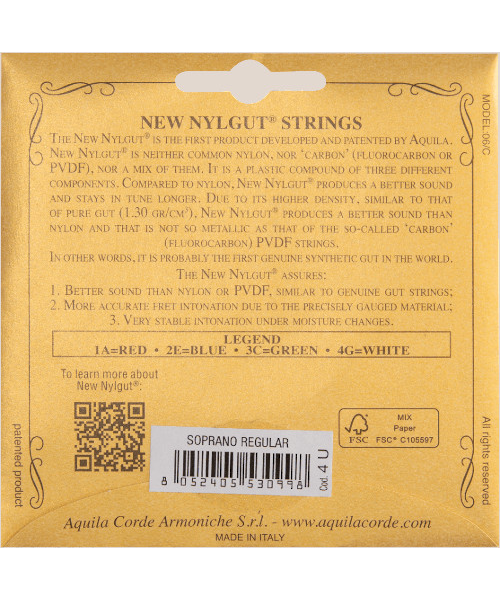 NEW NYLGUT® STRINGS
THE NEW NYLGUT® IS THE FIRST PRODUCT DEVELOPED AND PATENTED BY AQUILA.
NEW NYLGUT® IS NEITHER COMMON NYLON, NOR 'CARBON' (FLUOROCARBON OR
PVDF), NOR A MIX OF THEM. IT IS A PLASTIC COMPOUND OF THREE DIFFERENT
COMPONENTS. COMPARED TO NYLON, NEW NYLGUT® PRODUCES A BETTER SOUND
AND STAYS IN TUNE LONGER. DUE TO ITS HIGHER DENSITY, SIMILAR TO THAT
OF PURE GUT (1.30 GR/CM³), NEW NYLGUT® PRODUCES A BETTER SOUND THAN
NYLON AND THAT IS NOT SO METALLIC AS THAT OF THE SO-CALLED 'CARBON'
(FLUOROCARBON) PVDF STRINGS.
IN OTHER WORDS, IT IS PROBABLY THE FIRST GENUINE SYNTHETIC GUT IN THE WORLD.
THE NEW NYLGUT® ASSURES:
1. BETTER SOUND THAN NYLON OR PVDF, SIMILAR TO GENUINE GUT STRINGS;
2. MORE ACCURATE FRET INTONATION DUE TO THE PRECISELY GAUGED MATERIAL;
3. VERY STABLE INTONATION UNDER MOISTURE CHANGES.
LEGEND
1A=RED • 2E=BLUE • 3C=GREEN • 4G=WHITE
MODEL:06/C
To learn more about
New Nylgut®:
patented product
SOPRANO REGULAR
8 052405 530998
Cod. 4 U
FSC
MIX
Paper
FSC® C105597
All rights reserved
Aquila Corde Armoniche S.r.l. - www.aquilacorde.com
MADE IN ITALY